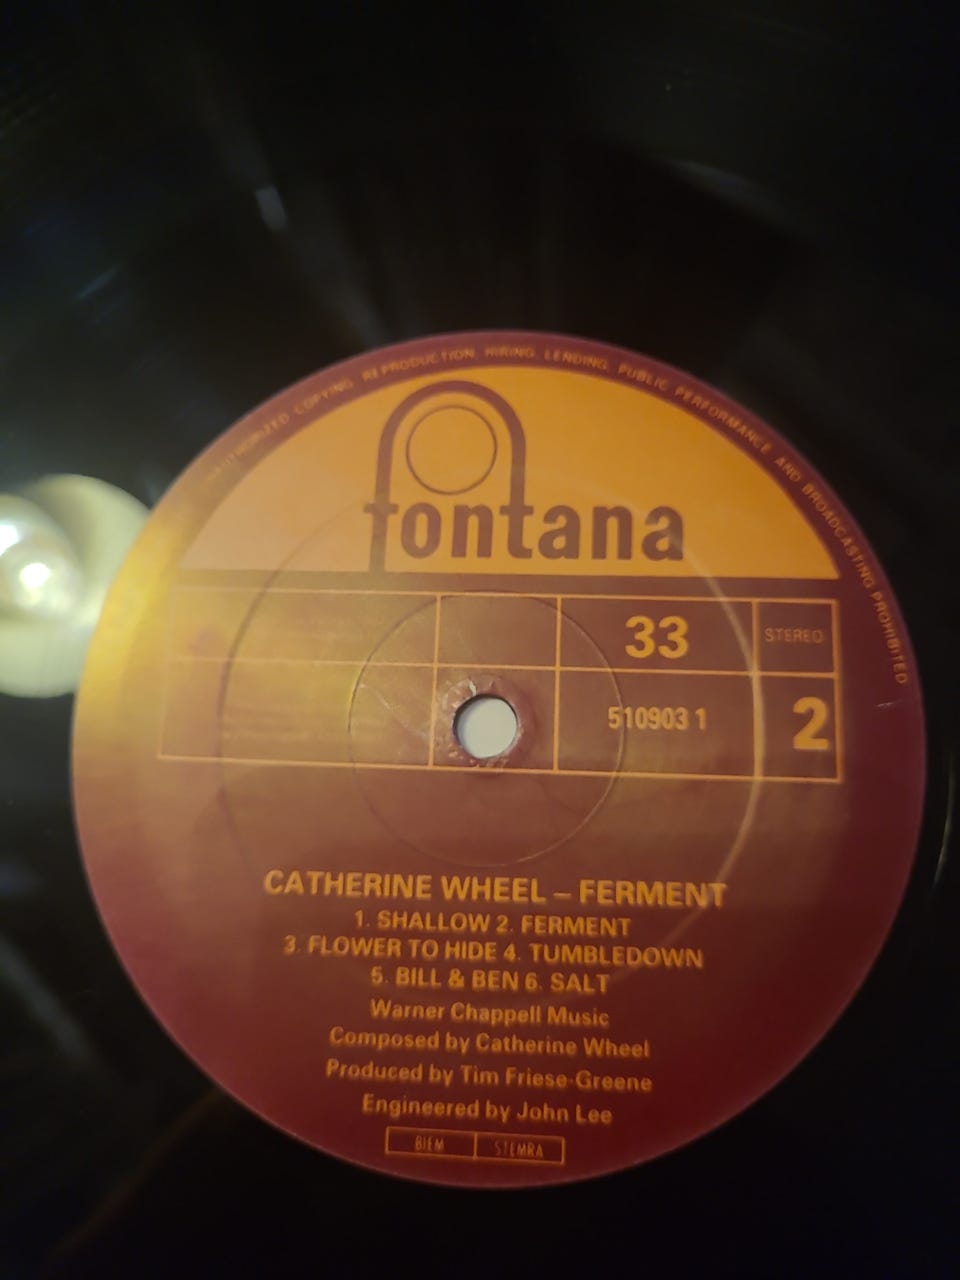 UNAUTHORIZED COPYING, REPRODUCTION, HIRING, LENDING, PUBLIC PERFORMANCE AND BROADCASTING PROHIBITED
fontana
33
STEREO
510903 1
2
CATHERINE WHEEL – FERMENT
1. SHALLOW 2. FERMENT
3. FLOWER TO HIDE 4. TUMBLEDOWN
5. BILL & BEN 6. SALT
Warner Chappell Music
Composed by Catherine Wheel
Produced by Tim Friese-Greene
Engineered by John Lee
BIEM STEMRA